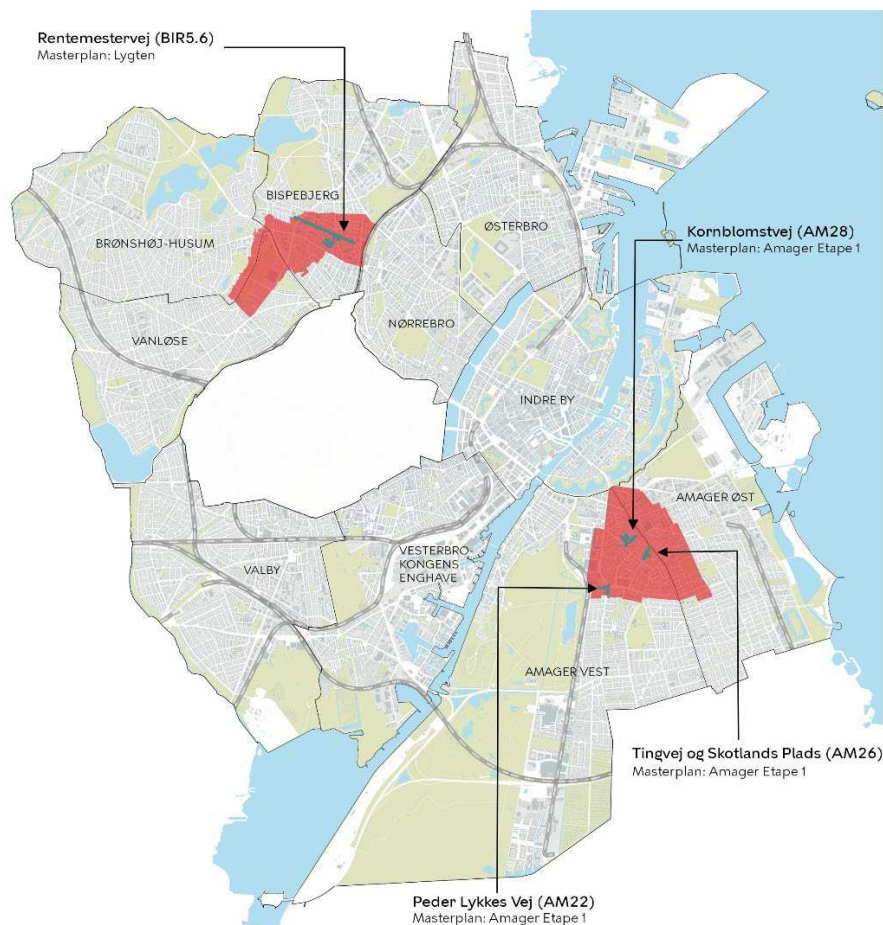 Rentemestervej (BIR5.6)
Masterplan: Lygten
BISPEBJERG
BRØNSHØJ-HUSUM
ØSTERBRO
Kornblomstvej (AM28)
Masterplan: Amager Etape 1
VANLØSE
NØRREBRO
INDRE BY
AMAGER ØST
VALBY
VESTERBRO-
KONGENS
ENGHAVE
AMAGER VEST
Tingvej og Skotlands Plads (AM26)
Masterplan: Amager Etape 1
Peder Lykkes Vej (AM22)
Masterplan: Amager Etape 1